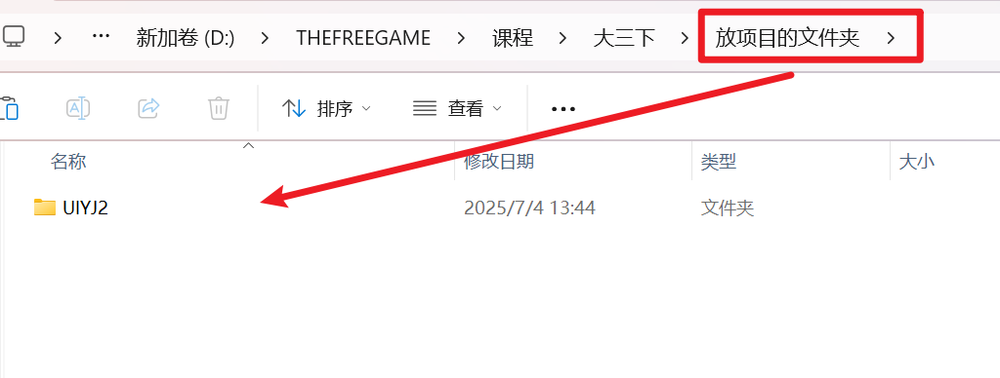 ··· 新加卷 (D:) THEFREEGAME 课程 大三下 放项目的文件夹
排序 查看 ···
名称 修改日期 类型 大小
UIYJ2 2025/7/4 13:44 文件夹